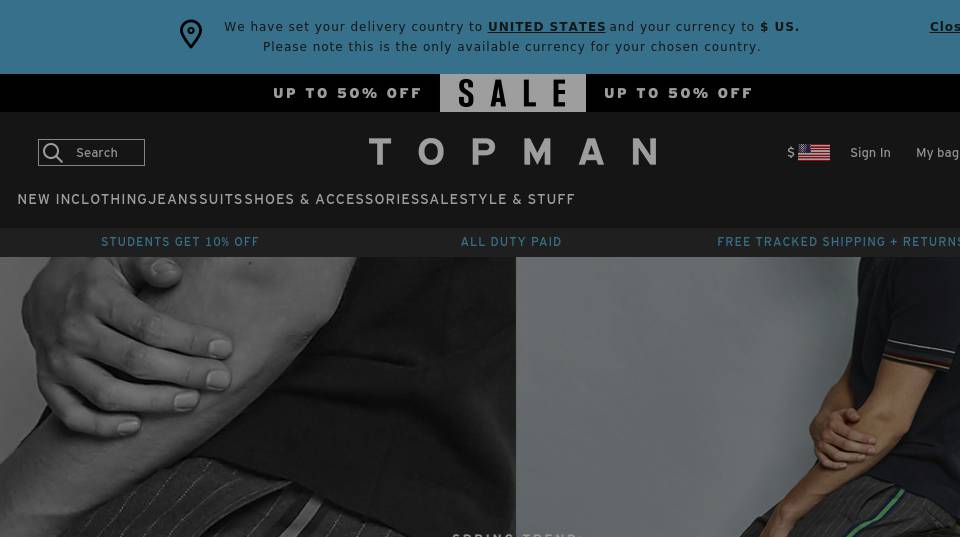 We have set your delivery country to UNITED STATES and your currency to $ US.
Please note this is the only available currency for your chosen country.
Clos
UP TO 50% OFF SALE UP TO 50% OFF
Search
TOPMAN
$
Sign In
My bag
NEW IN CLOTHING JEANS SUITS SHOES & ACCESSORIES SALE STYLE & STUFF
STUDENTS GET 10% OFF
ALL DUTY PAID
FREE TRACKED SHIPPING + RETURNS
SPRING TREND